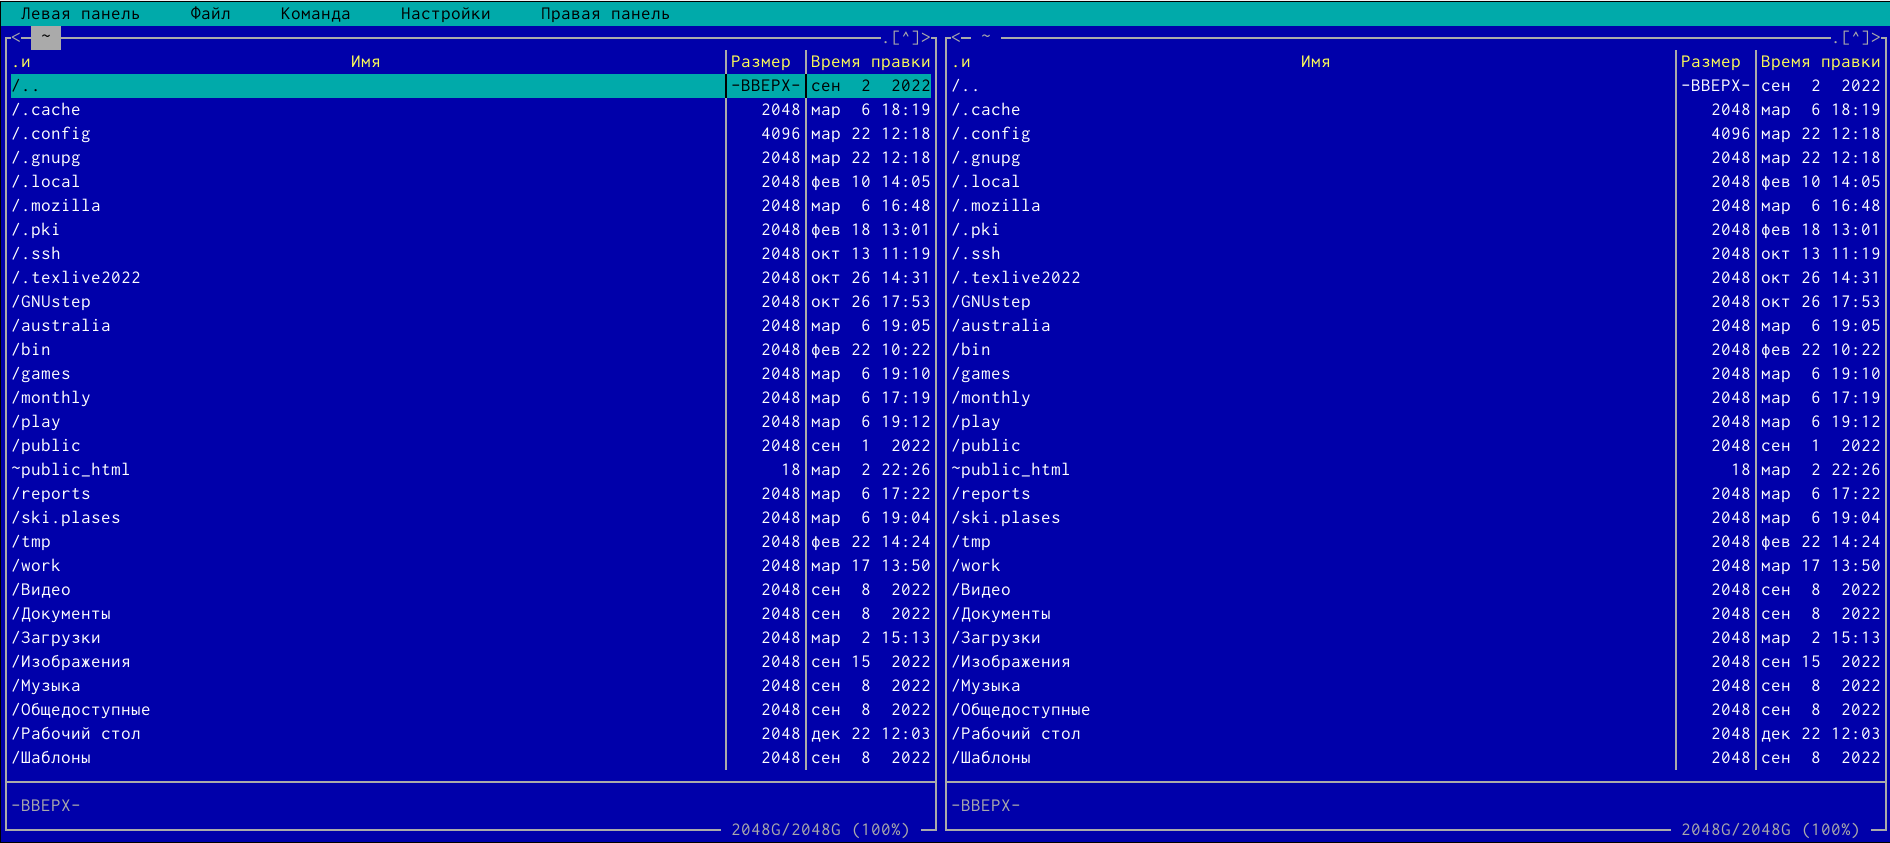 Левая панель Файл Команда Настройки Правая панель
<─ ~ .[^]> <─ ~ .[^]>
.и Имя Размер Время правки .и Имя Размер Время правки
/.. -ВВЕРХ- сен 2 2022 /.. -ВВЕРХ- сен 2 2022
/.cache 2048 мар 6 18:19 /.cache 2048 мар 6 18:19
/.config 4096 мар 22 12:18 /.config 4096 мар 22 12:18
/.gnupg 2048 мар 22 12:18 /.gnupg 2048 мар 22 12:18
/.local 2048 фев 10 14:05 /.local 2048 фев 10 14:05
/.mozilla 2048 мар 6 16:48 /.mozilla 2048 мар 6 16:48
/.pki 2048 фев 18 13:01 /.pki 2048 фев 18 13:01
/.ssh 2048 окт 13 11:19 /.ssh 2048 окт 13 11:19
/.texlive2022 2048 окт 26 14:31 /.texlive2022 2048 окт 26 14:31
/GNUstep 2048 окт 26 17:53 /GNUstep 2048 окт 26 17:53
/australia 2048 мар 6 19:05 /australia 2048 мар 6 19:05
/bin 2048 фев 22 10:22 /bin 2048 фев 22 10:22
/games 2048 мар 6 19:10 /games 2048 мар 6 19:10
/monthly 2048 мар 6 17:19 /monthly 2048 мар 6 17:19
/play 2048 мар 6 19:12 /play 2048 мар 6 19:12
/public 2048 сен 1 2022 /public 2048 сен 1 2022
~public_html 18 мар 2 22:26 ~public_html 18 мар 2 22:26
/reports 2048 мар 6 17:22 /reports 2048 мар 6 17:22
/ski.plases 2048 мар 6 19:04 /ski.plases 2048 мар 6 19:04
/tmp 2048 фев 22 14:24 /tmp 2048 фев 22 14:24
/work 2048 мар 17 13:50 /work 2048 мар 17 13:50
/Видео 2048 сен 8 2022 /Видео 2048 сен 8 2022
/Документы 2048 сен 8 2022 /Документы 2048 сен 8 2022
/Загрузки 2048 мар 2 15:13 /Загрузки 2048 мар 2 15:13
/Изображения 2048 сен 15 2022 /Изображения 2048 сен 15 2022
/Музыка 2048 сен 8 2022 /Музыка 2048 сен 8 2022
/Общедоступные 2048 сен 8 2022 /Общедоступные 2048 сен 8 2022
/Рабочий стол 2048 дек 22 12:03 /Рабочий стол 2048 дек 22 12:03
/Шаблоны 2048 сен 8 2022 /Шаблоны 2048 сен 8 2022
-ВВЕРХ- -ВВЕРХ-
2048G/2048G (100%) 2048G/2048G (100%)